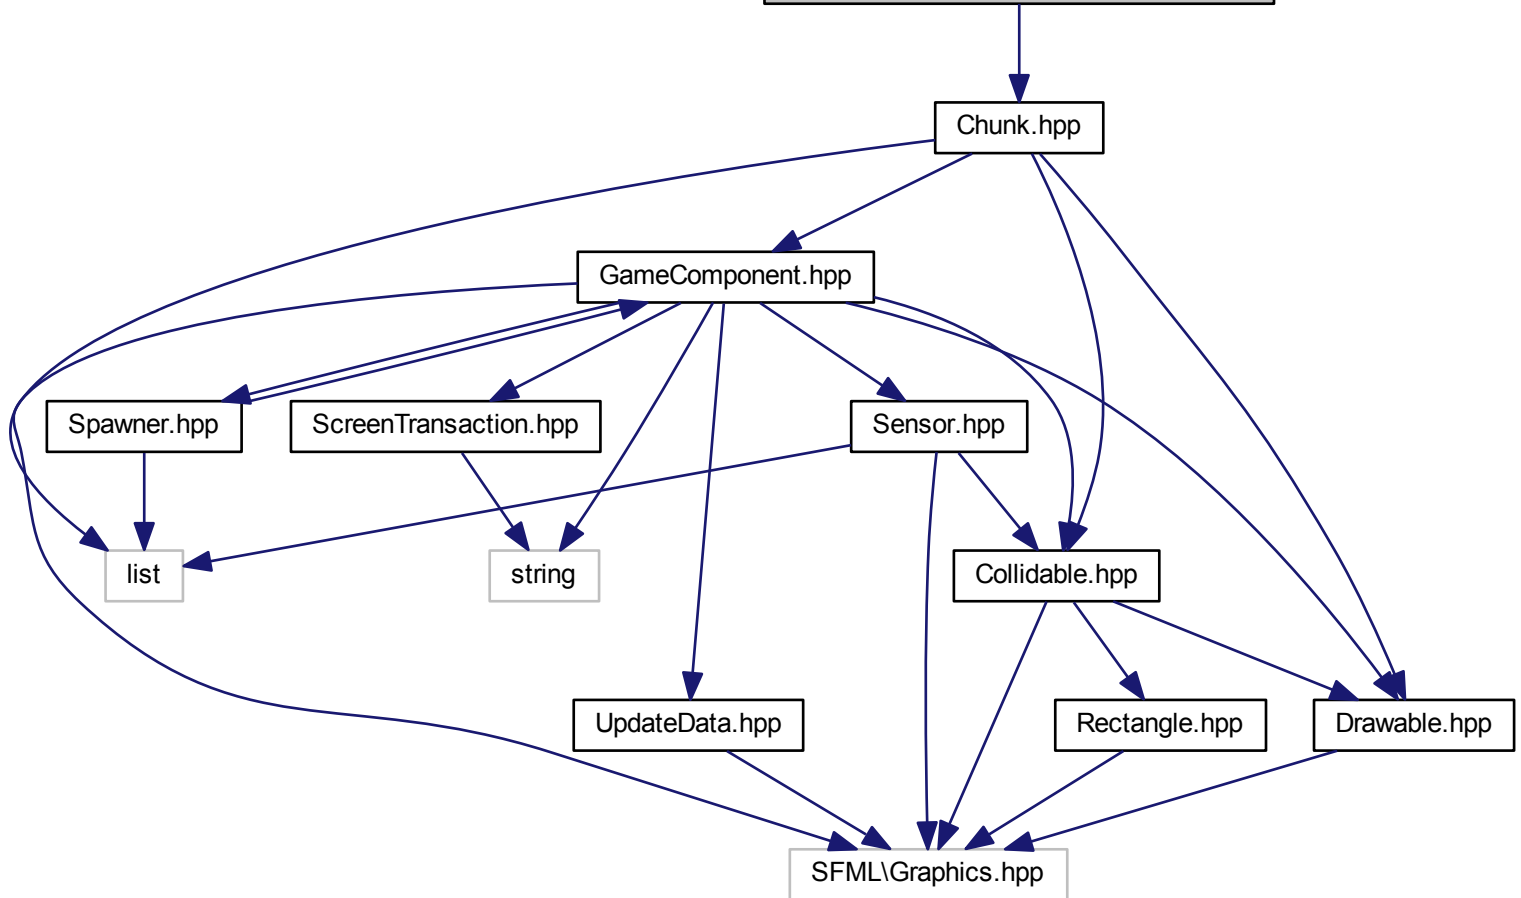 Chunk.hpp
GameComponent.hpp
Spawner.hpp
ScreenTransaction.hpp
Sensor.hpp
list
string
Collidable.hpp
UpdateData.hpp
Rectangle.hpp
Drawable.hpp
SFML\Graphics.hpp